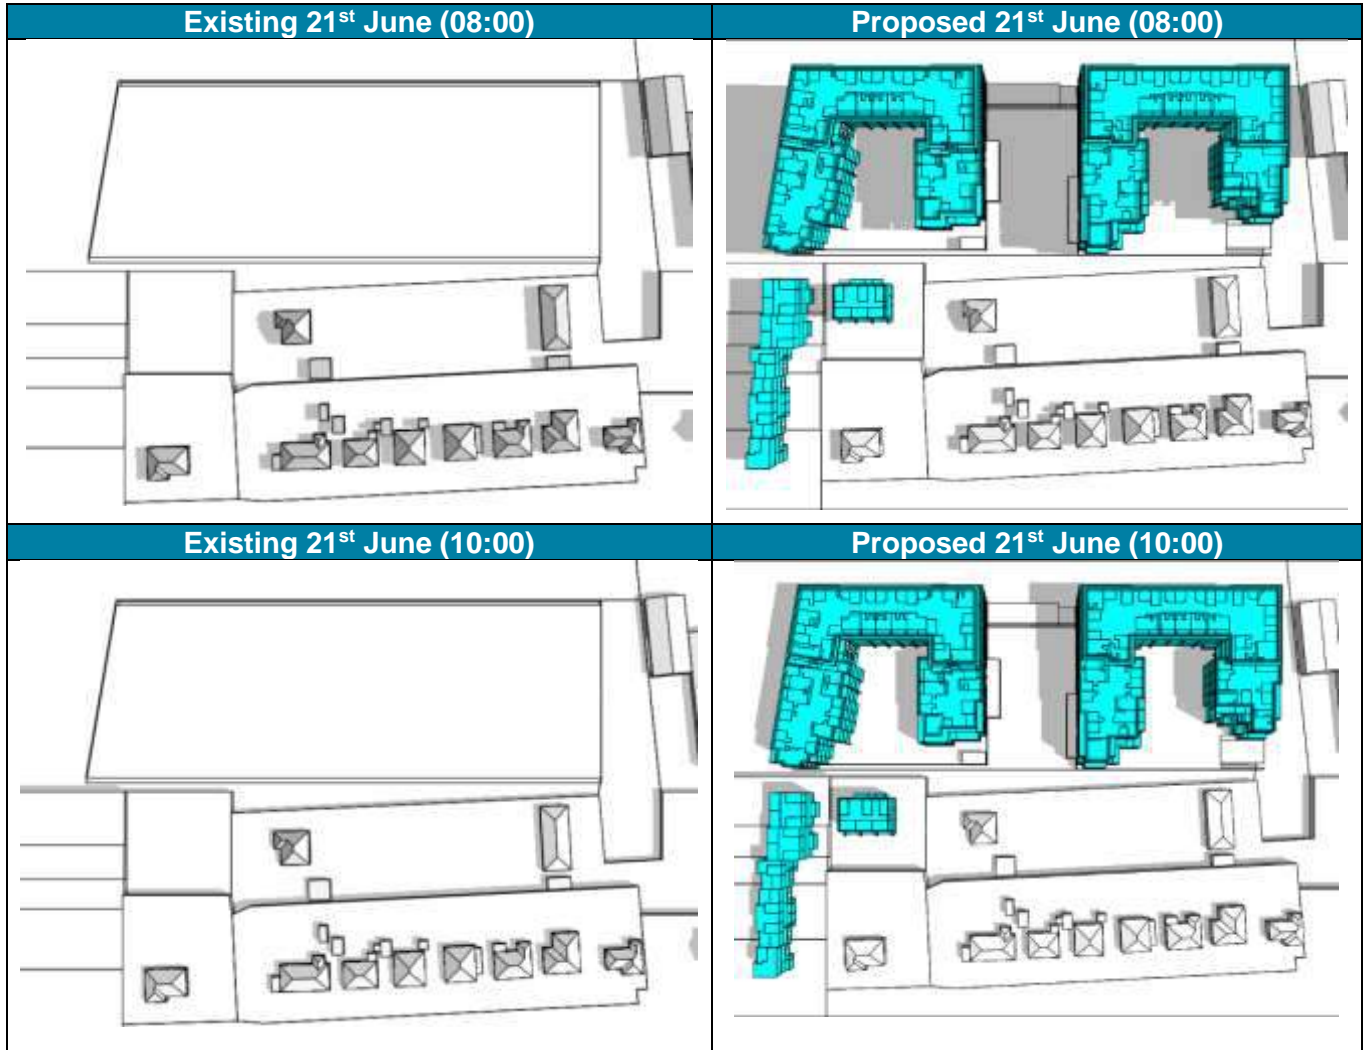 Existing 21st June (08:00)
Proposed 21st June (08:00)
Existing 21st June (10:00)
Proposed 21st June (10:00)